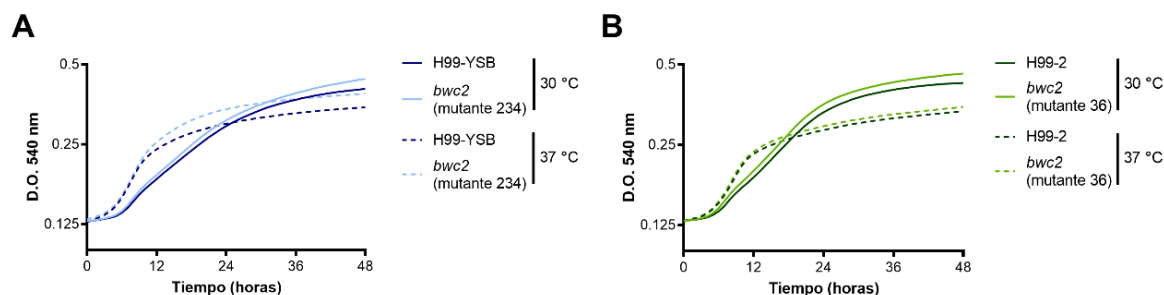 A
0.5
0.25
0.125
D.O. 540 nm
0
12
24
36
48
Tiempo (horas)
H99-YSB
bwc2
(mutante 234)
30 °C
H99-YSB
bwc2
(mutante 234)
37 °C
B
0.5
0.25
0.125
D.O. 540 nm
0
12
24
36
48
Tiempo (horas)
H99-2
bwc2
(mutante 36)
30 °C
H99-2
bwc2
(mutante 36)
37 °C